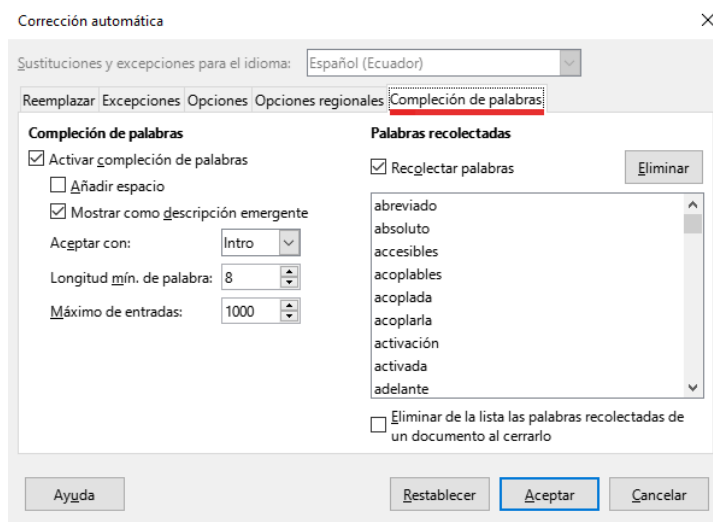 Corrección automática
Sustituciones y excepciones para el idioma: Español (Ecuador)
Reemplazar Excepciones Opciones Opciones regionales Compleción de palabras
Compleción de palabras
Activar compleción de palabras
Añadir espacio
Mostrar como descripción emergente
Aceptar con: Intro
Longitud mín. de palabra: 8
Máximo de entradas: 1000
Palabras recolectadas
Recolectar palabras
Eliminar
abreviado
absoluto
accesibles
acoplables
acoplada
acoplarla
activación
activada
adelante
Eliminar de la lista las palabras recolectadas de
un documento al cerrarlo
Ayuda
Restablecer
Aceptar
Cancelar